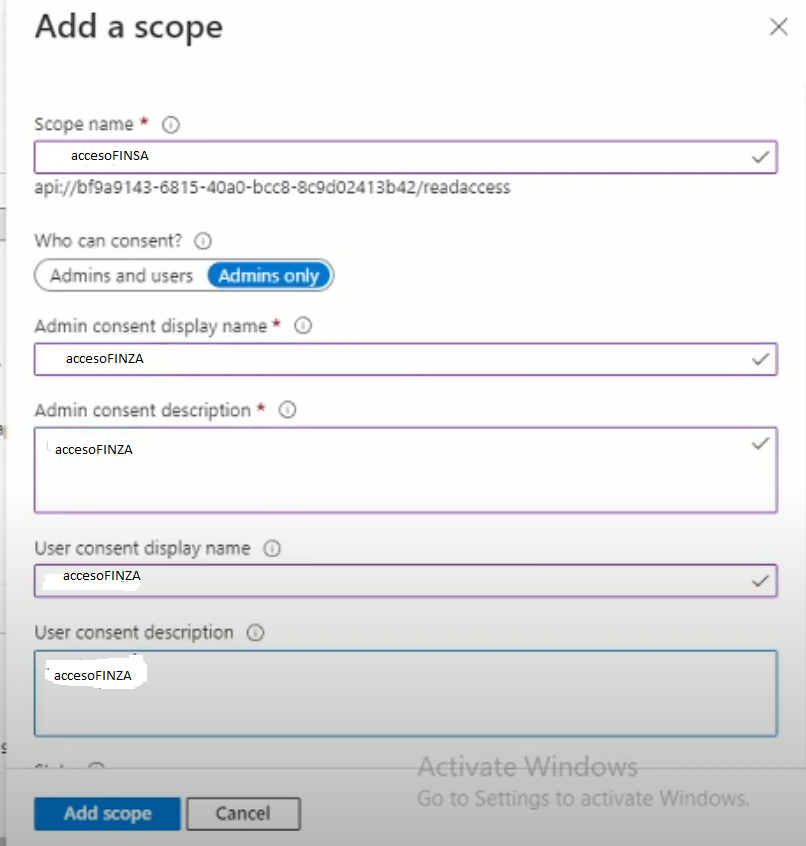 Add a scope
Scope name *
accesoFINSA
api://bf9a9143-6815-40a0-bcc8-8c9d02413b42/readaccess
Who can consent?
Admins and users Admins only
Admin consent display name *
accesoFINZA
Admin consent description *
accesoFINZA
User consent display name
accesoFINZA
User consent description
accesoFINZA
Activate Windows
Go to Settings to activate Windows.
Add scope Cancel